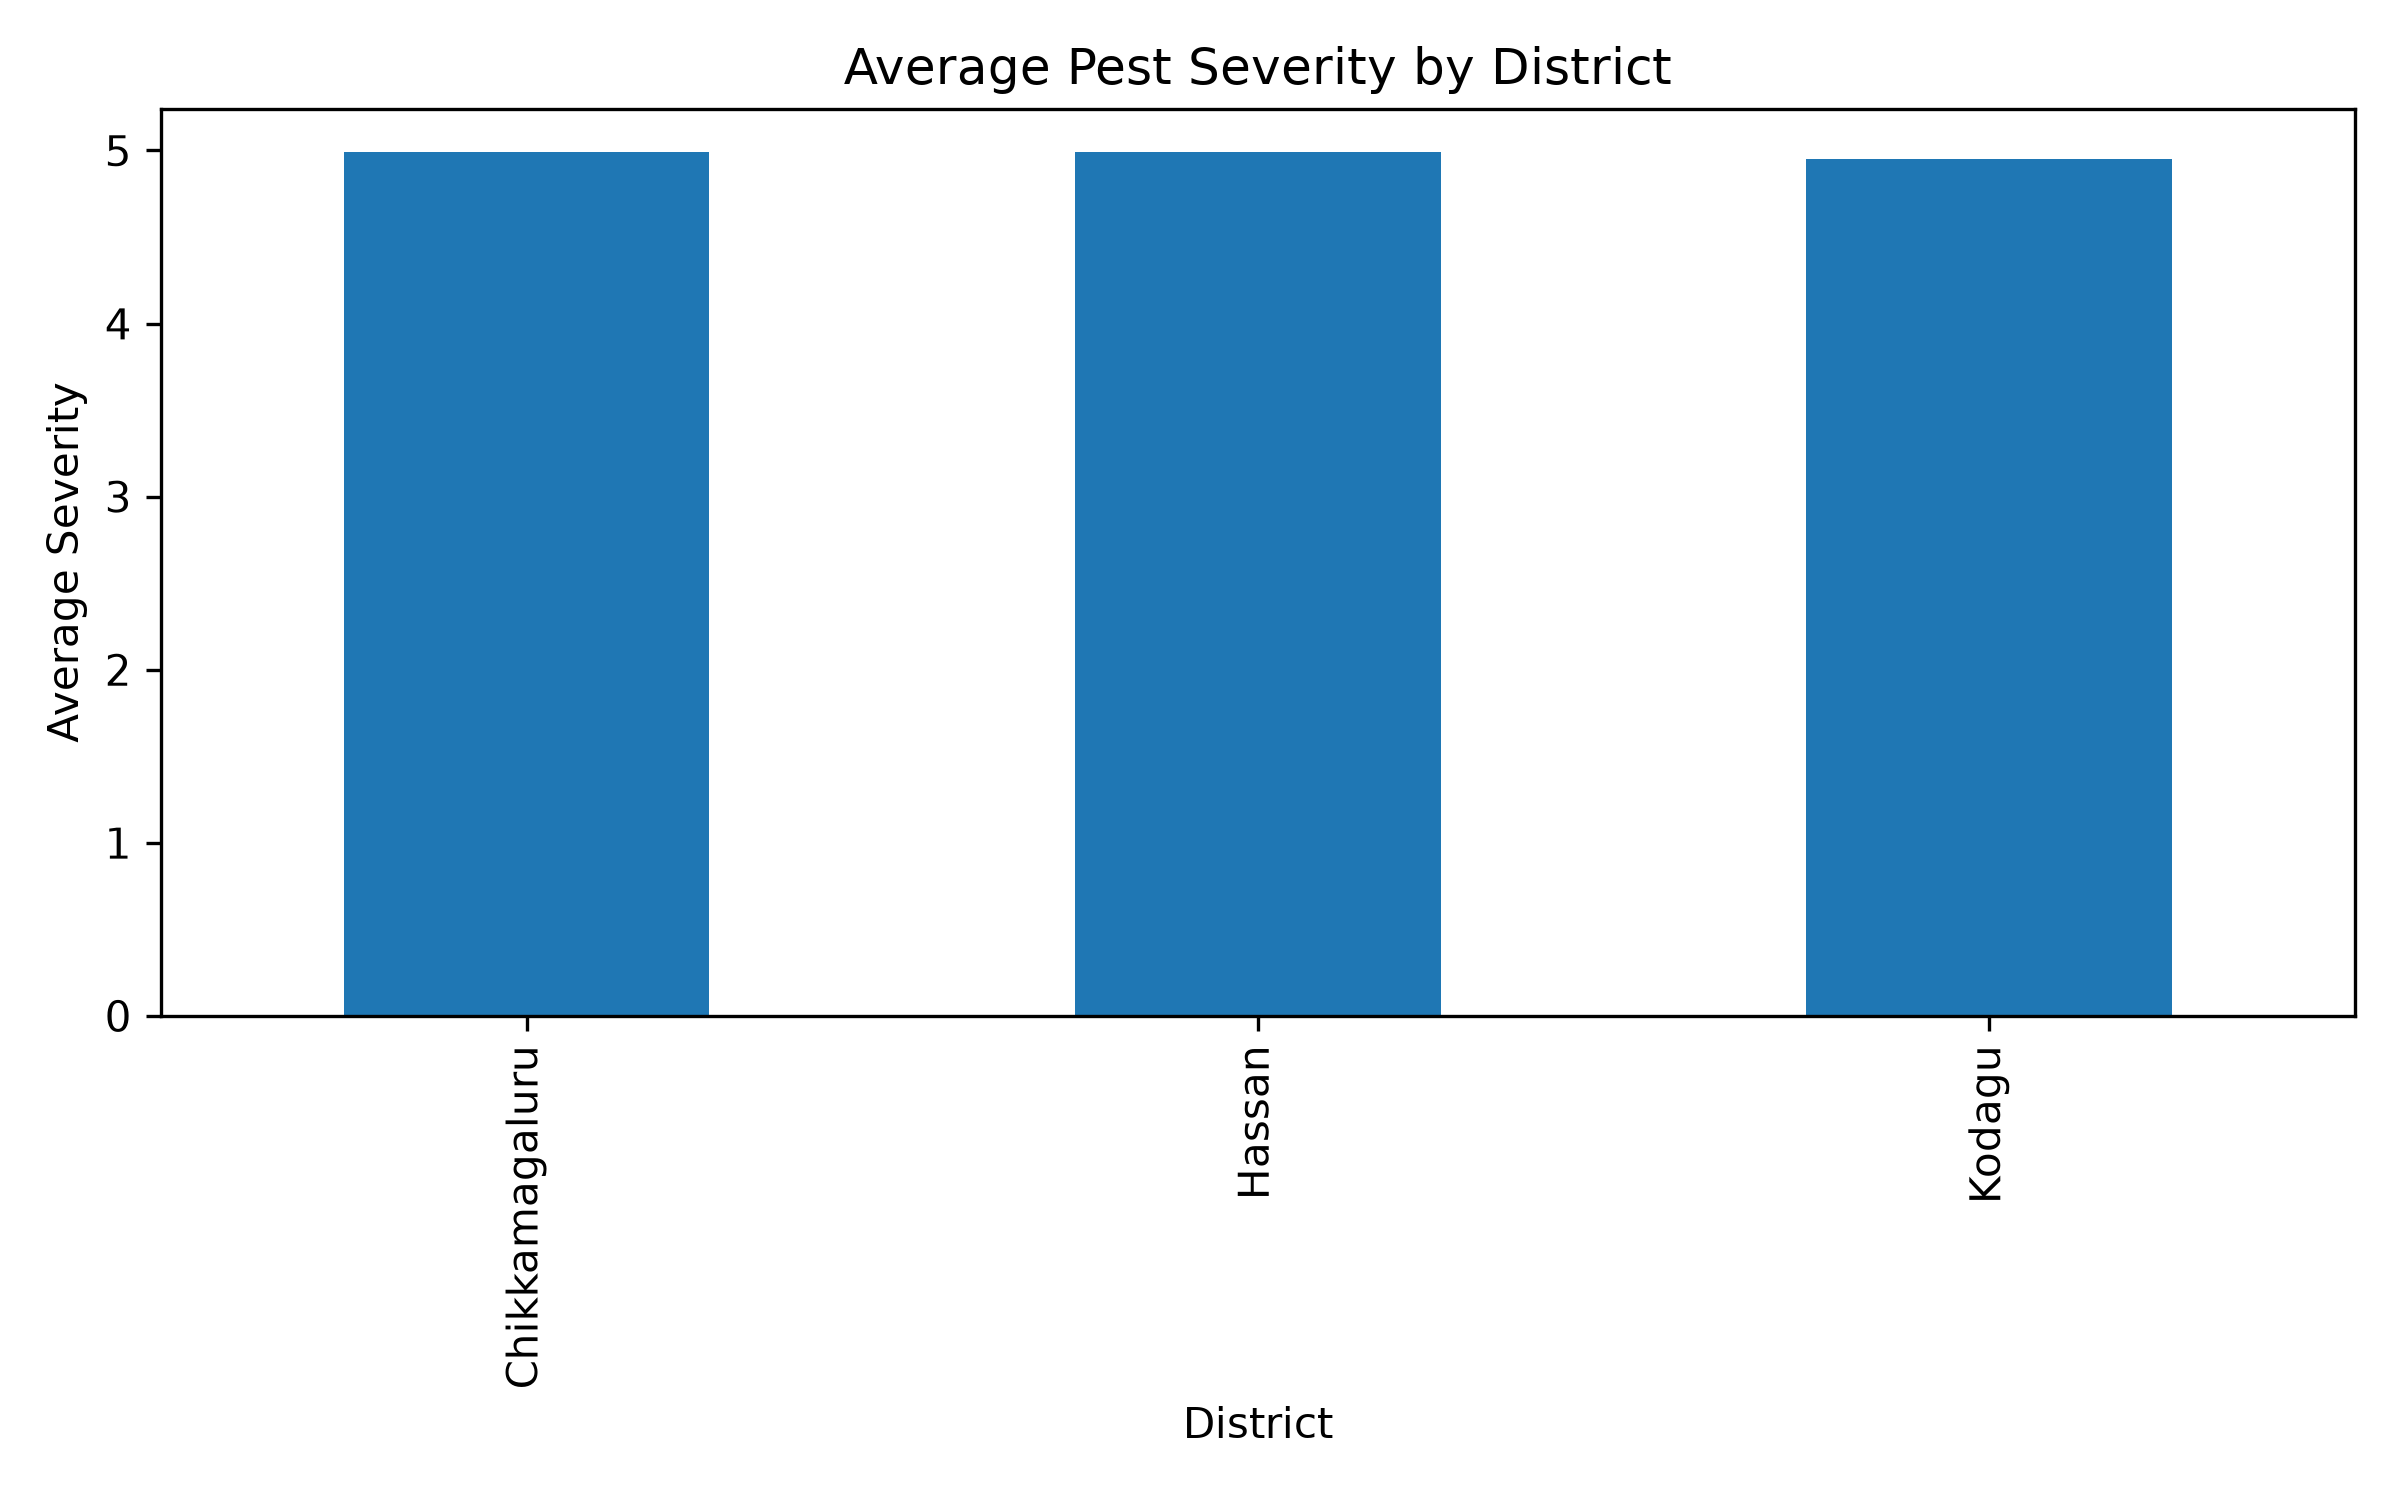 Average Pest Severity by District
5
4
3
2
1
0
Average Severity
Chikkamagaluru
Hassan
Kodagu
District